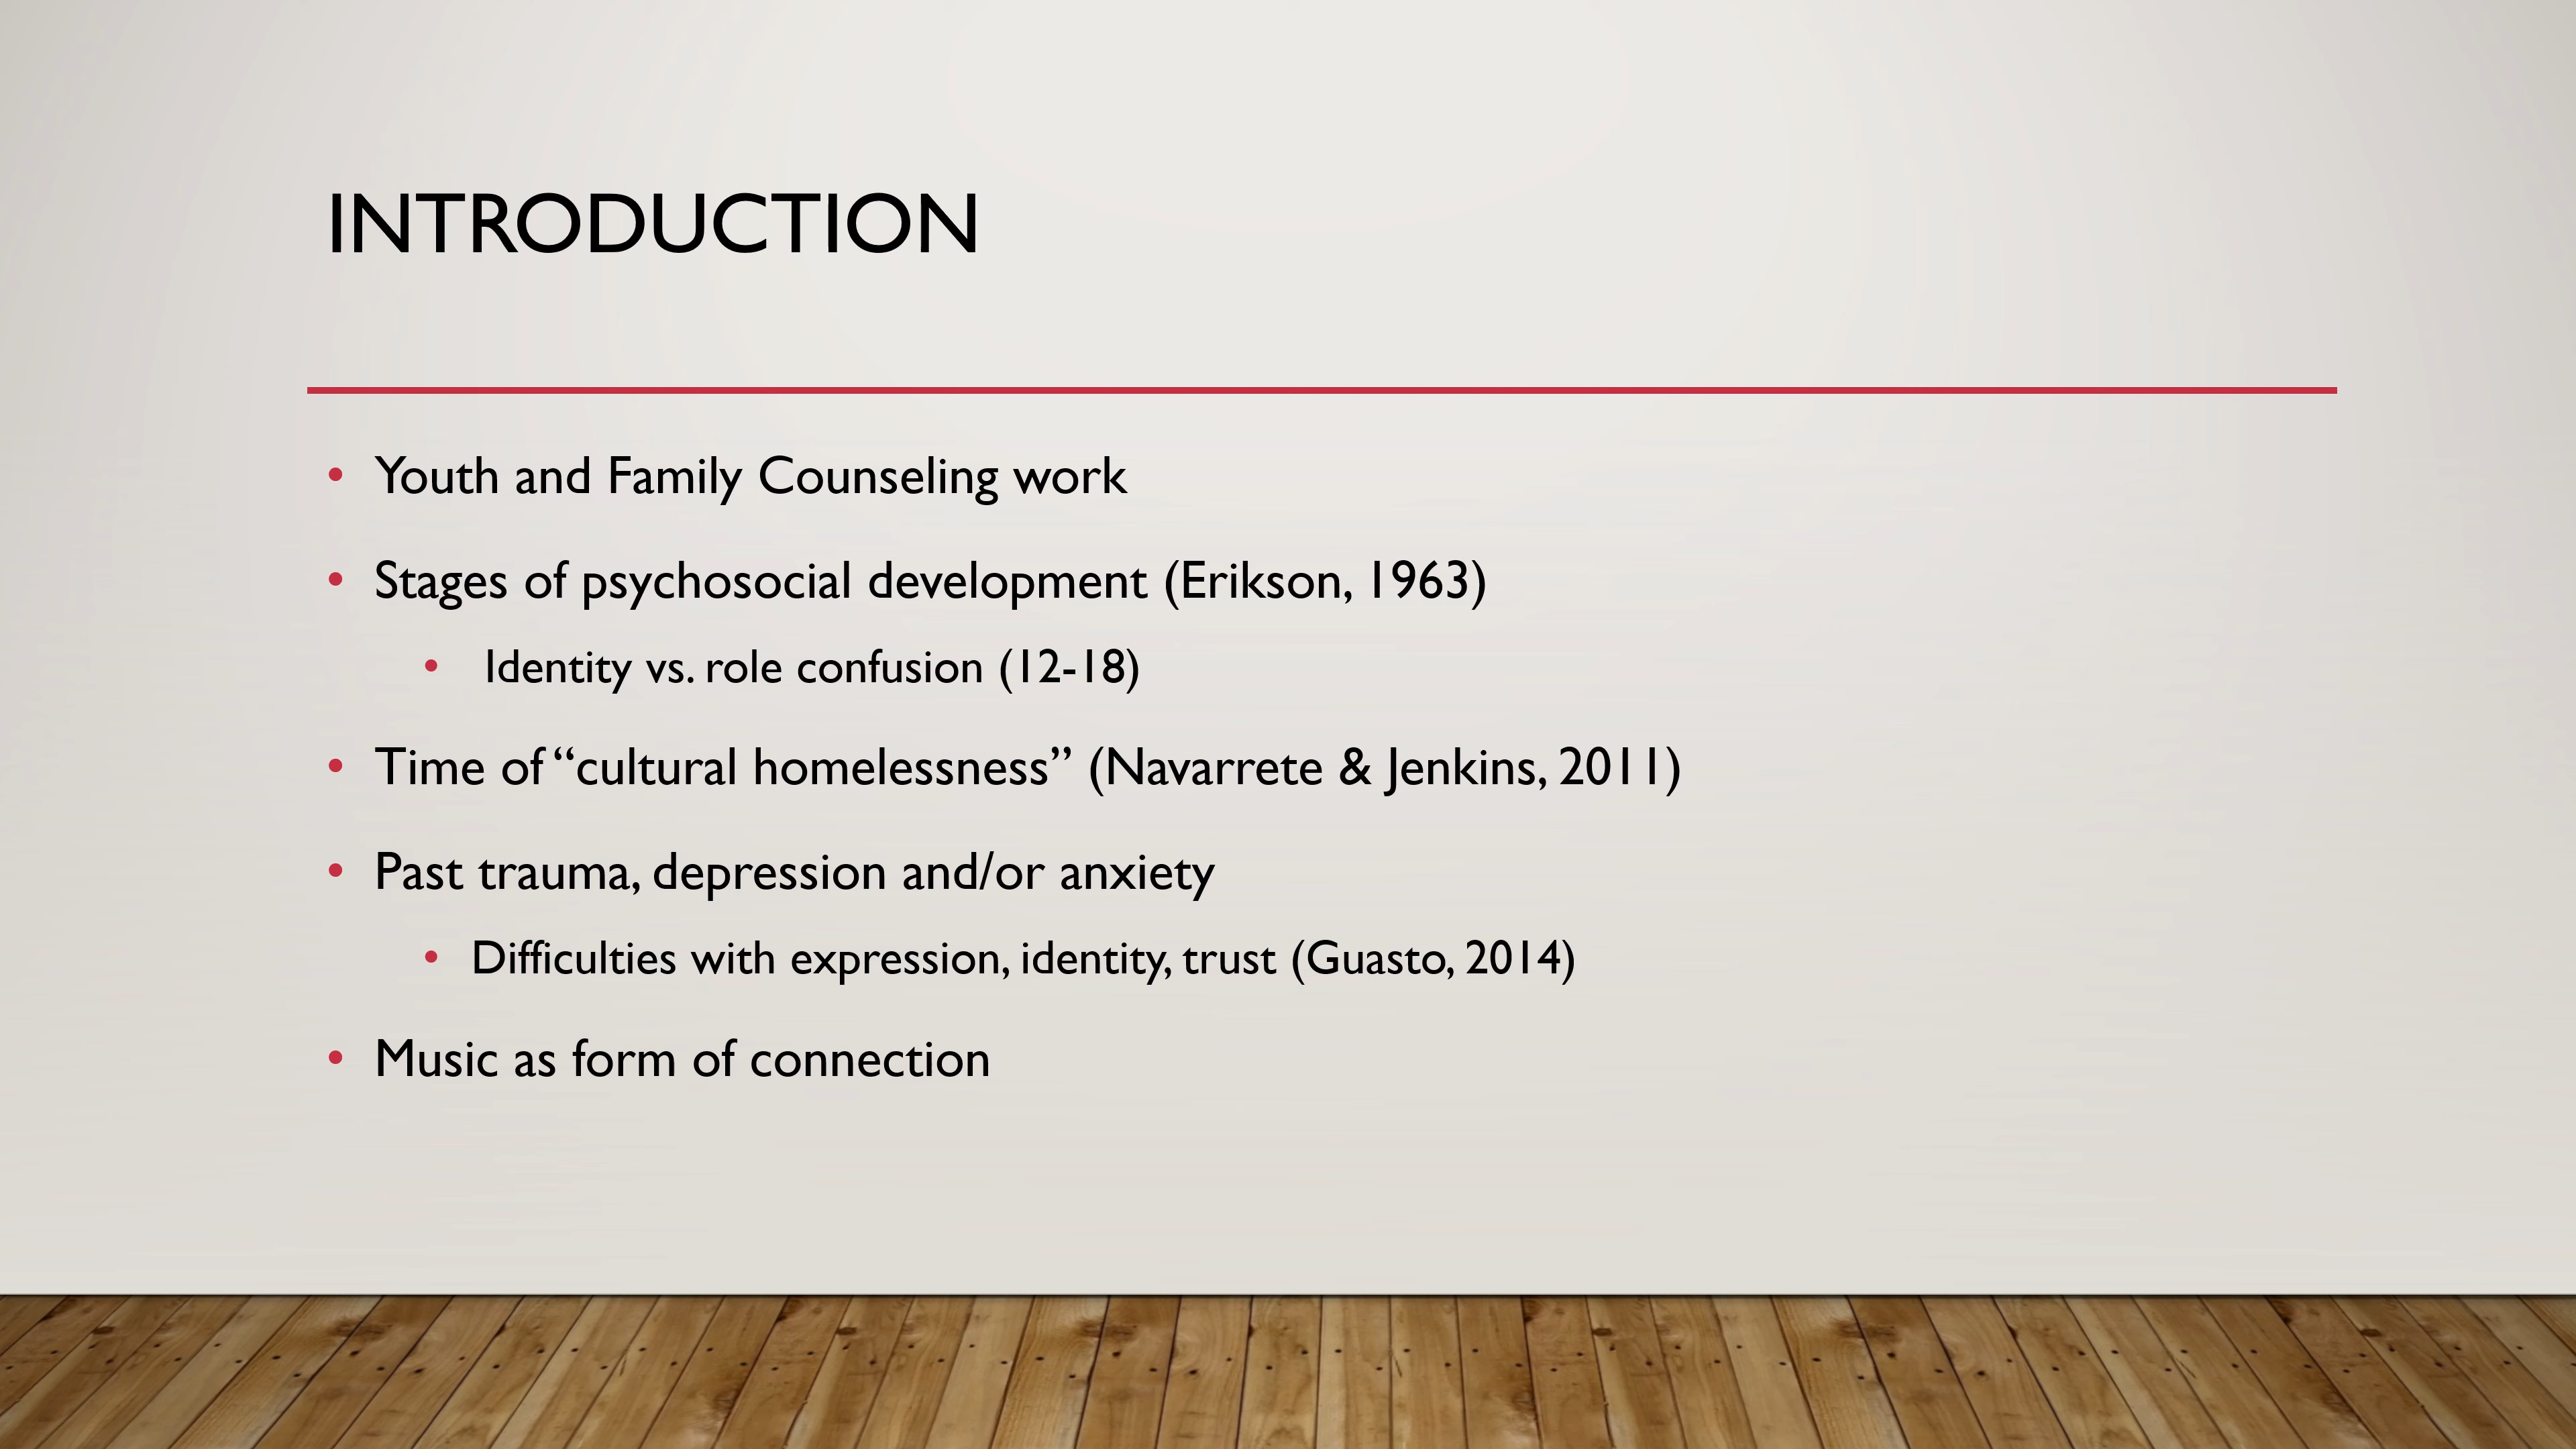 INTRODUCTION
• Youth and Family Counseling work
• Stages of psychosocial development (Erikson, 1963)
• Identity vs. role confusion (12-18)
• Time of “cultural homelessness” (Navarrete & Jenkins, 2011)
• Past trauma, depression and/or anxiety
• Difficulties with expression, identity, trust (Guasto, 2014)
• Music as form of connection